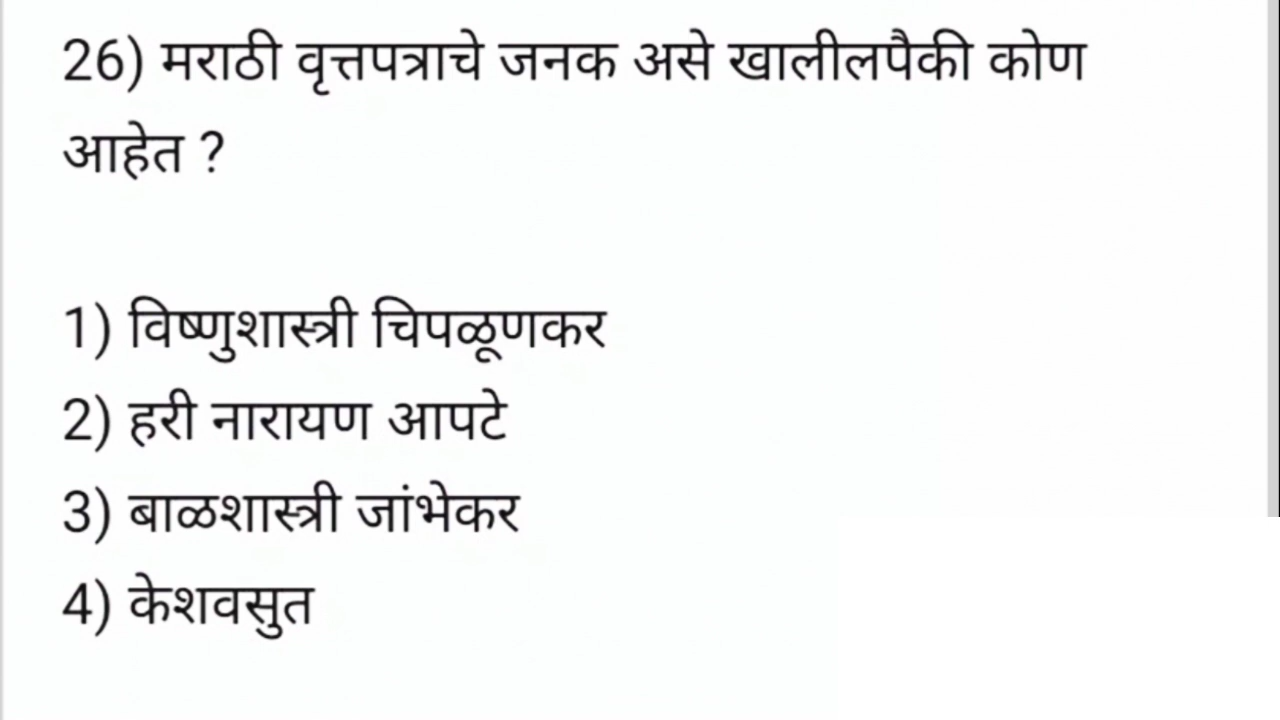 26) मराठी वृत्तपत्राचे जनक असे खालीलपैकी कोण
आहेत ?
1) विष्णुशास्त्री चिपळूणकर
2) हरी नारायण आपटे
3) बाळशास्त्री जांभेकर
4) केशवसुत